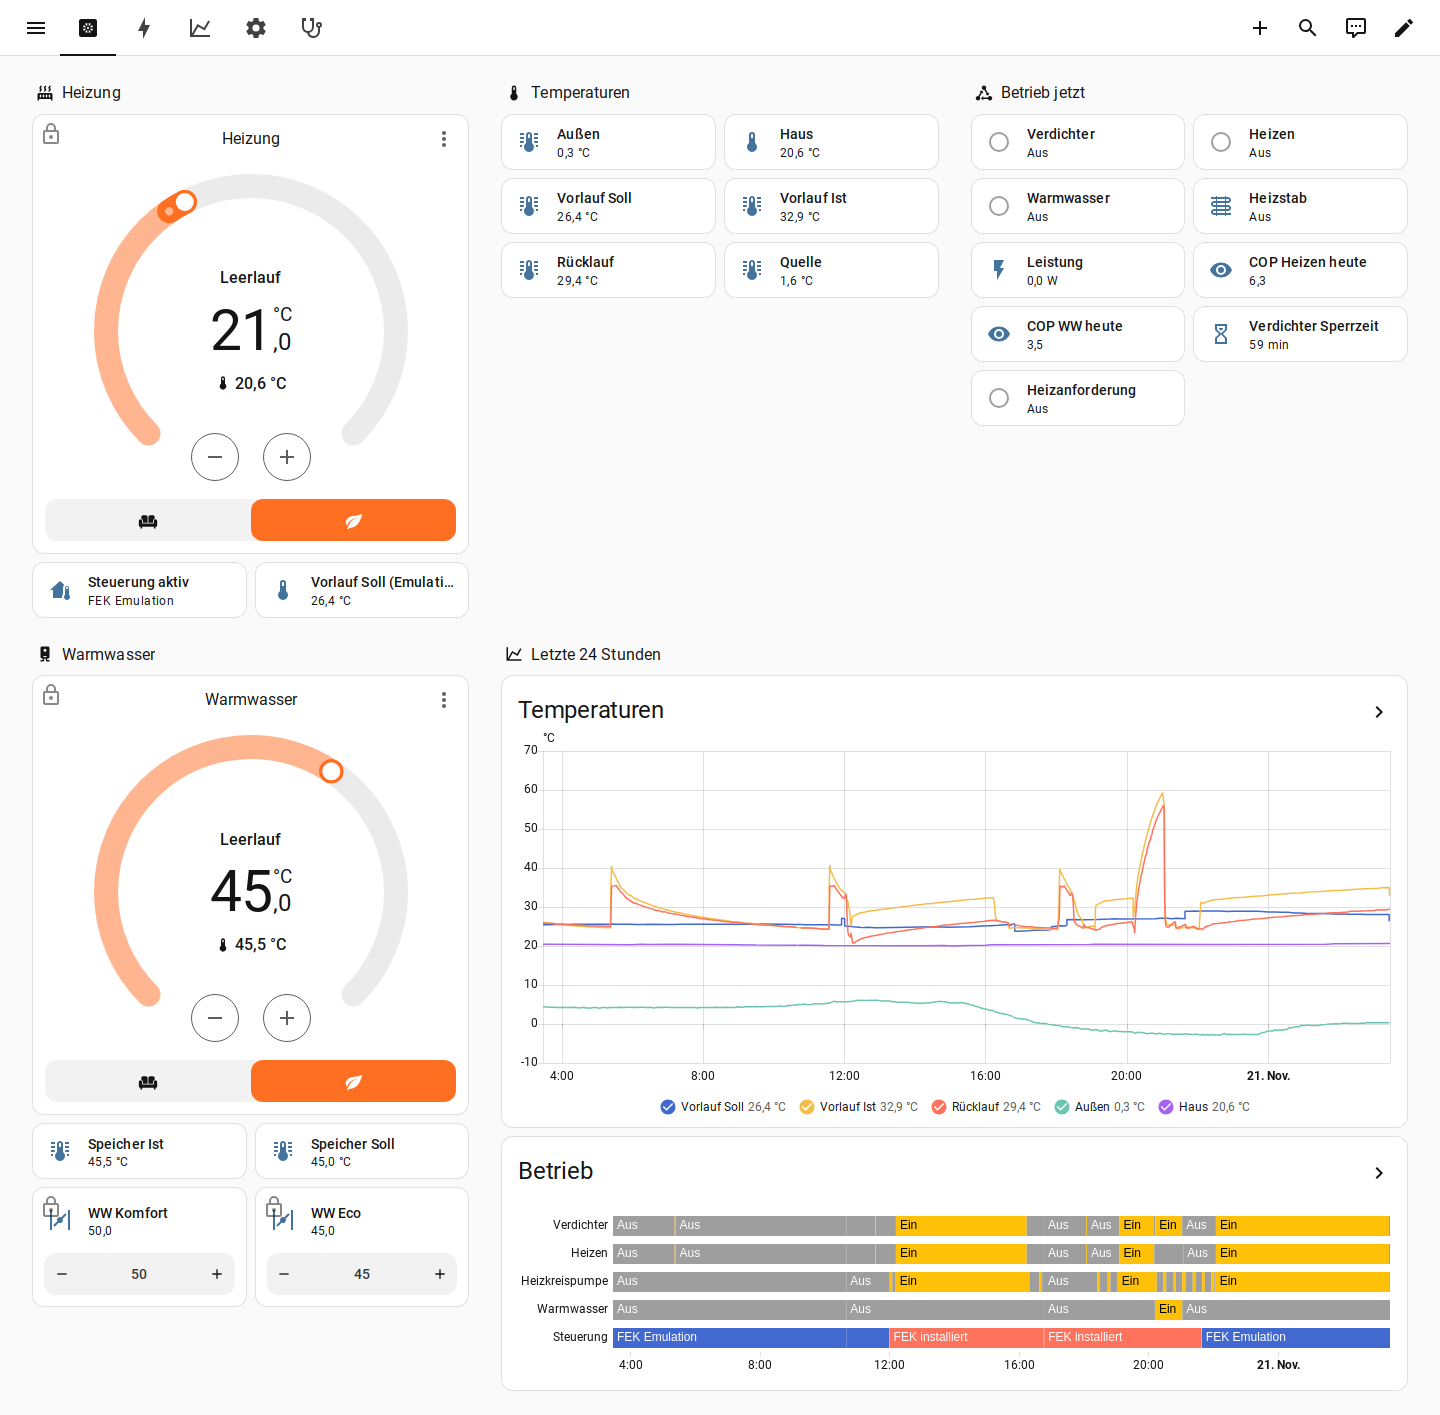 Heizung
Heizung
Leerlauf
21,0 °C
20,6 °C
Steuerung aktiv
FEK Emulation
Vorlauf Soll (Emulati...
26,4 °C
Temperaturen
Außen
0,3 °C
Haus
20,6 °C
Vorlauf Soll
26,4 °C
Vorlauf Ist
32,9 °C
Rücklauf
29,4 °C
Quelle
1,6 °C
Betrieb jetzt
Verdichter
Aus
Heizen
Aus
Warmwasser
Aus
Heizstab
Aus
Leistung
0,0 W
COP Heizen heute
6,3
COP WW heute
3,5
Verdichter Sperrzeit
59 min
Heizanforderung
Aus
Warmwasser
Warmwasser
Leerlauf
45,0 °C
45,5 °C
Speicher Ist
45,5 °C
Speicher Soll
45,0 °C
WW Komfort
50,0
50
WW Eco
45,0
45
Letzte 24 Stunden
Temperaturen
°C
70
60
50
40
30
20
10
0
-10
4:00 8:00 12:00 16:00 20:00 21. Nov.
Vorlauf Soll 26,4 °C Vorlauf Ist 32,9 °C Rücklauf 29,4 °C Außen 0,3 °C Haus 20,6 °C
Betrieb
Verdichter Aus Aus Ein Aus Aus Ein Ein Aus Ein
Heizen Aus Aus Ein Aus Aus Ein Aus Ein
Heizkreispumpe Aus Aus Ein Aus Ein Ein
Warmwasser Aus Aus Aus Ein Aus
Steuerung FEK Emulation FEK installiert FEK installiert FEK Emulation
4:00 8:00 12:00 16:00 20:00 21. Nov.